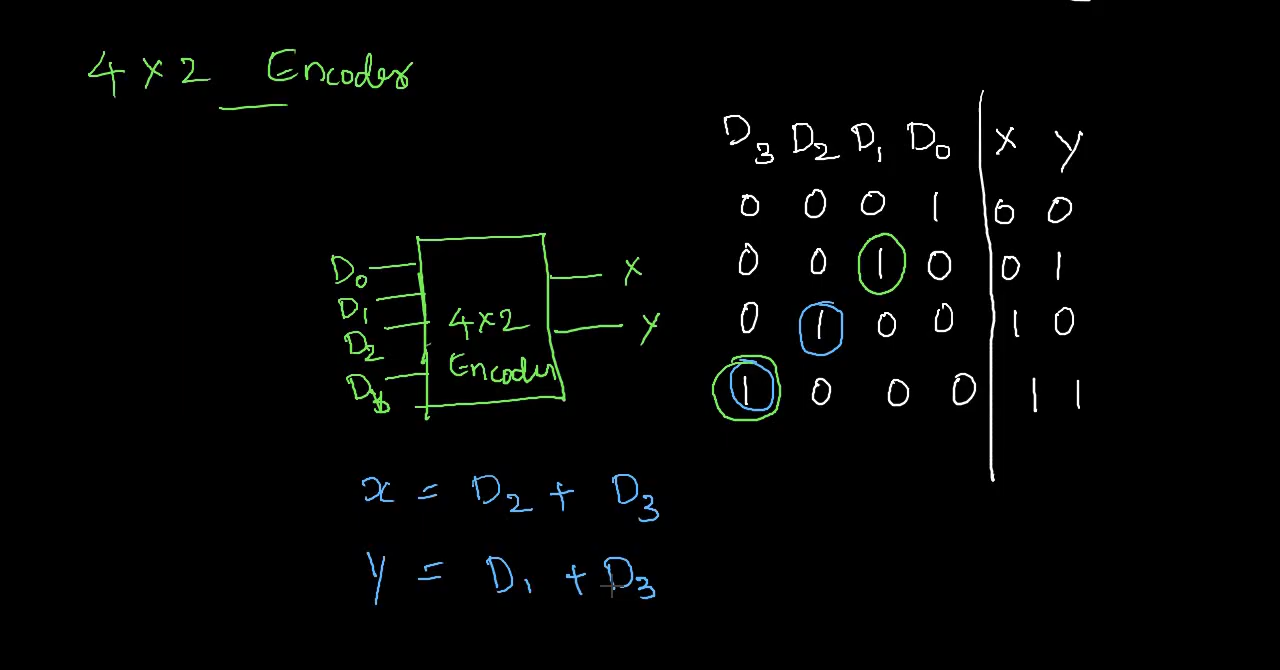 4 x 2 Encoder
D3 D2 D1 D0 x y
0 0 0 1 0 0
0 0 1 0 0 1
0 1 0 0 1 0
1 0 0 0 1 1
D0
D1
D2
D3
4x2
Encoder
x
y
x = D2 + D3
y = D1 + D3